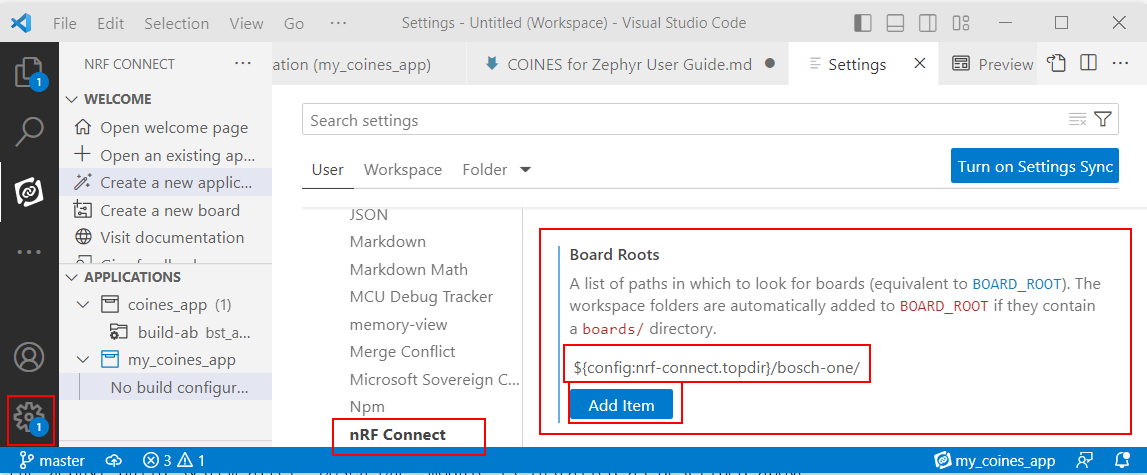 File Edit Selection View Go ··· Settings - Untitled (Workspace) - Visual Studio Code
NRF CONNECT ···
WELCOME
Open welcome page
Open an existing ap...
Create a new applic...
Create a new board
Visit documentation
APPLICATIONS
coines_app (1)
build-ab bst_a...
my_coines_app
No build configur...
1
1
ation (my_coines_app) COINES for Zephyr User Guide.md Settings Preview ···
Search settings
User Workspace Folder Turn on Settings Sync
JSON
Markdown
Markdown Math
MCU Debug Tracker
memory-view
Merge Conflict
Microsoft Sovereign C...
Npm
nRF Connect
Board Roots
A list of paths in which to look for boards (equivalent to BOARD_ROOT). The
workspace folders are automatically added to BOARD_ROOT if they contain
a boards/ directory.
${config:nrf-connect.topdir}/bosch-one/
Add Item
master 3 1 my_coines_app